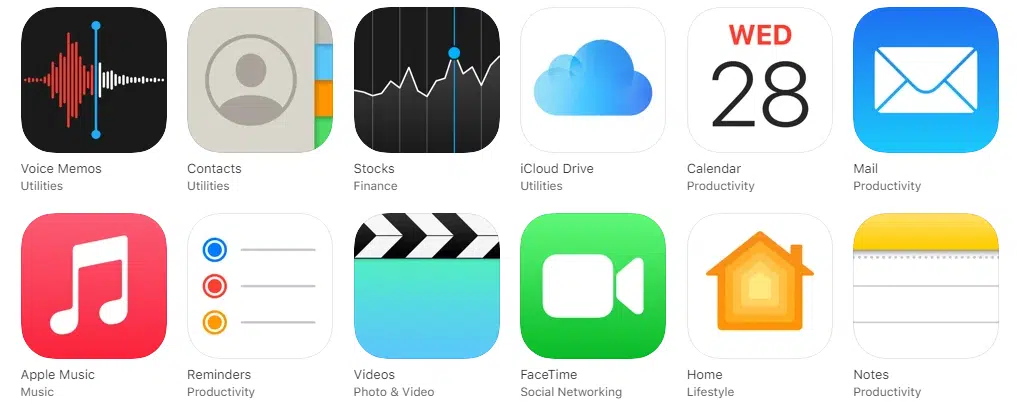 WED
28
Voice Memos
Utilities
Contacts
Utilities
Stocks
Finance
iCloud Drive
Utilities
Calendar
Productivity
Mail
Productivity
Apple Music
Music
Reminders
Productivity
Videos
Photo & Video
FaceTime
Social Networking
Home
Lifestyle
Notes
Productivity